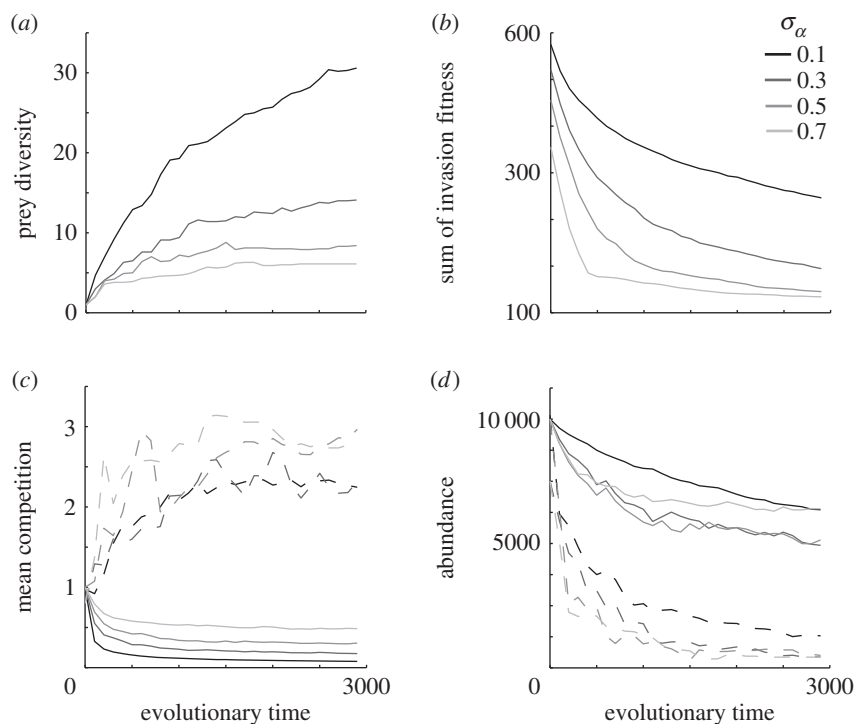 (a)
30
20
10
0
prey diversity
3000
(b)
600
300
100
sum of invasion fitness
3000
σα
0.1
0.3
0.5
0.7
(c)
3
2
1
0
mean competition
evolutionary time
3000
(d)
10 000
5000
0
abundance
evolutionary time
3000